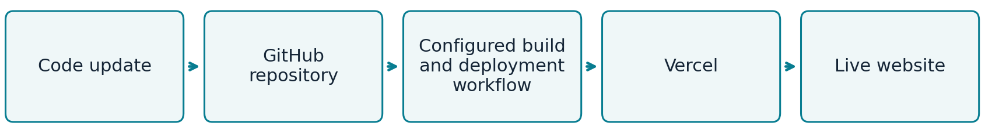 Code update
GitHub
repository
Configured build
and deployment
workflow
Vercel
Live website